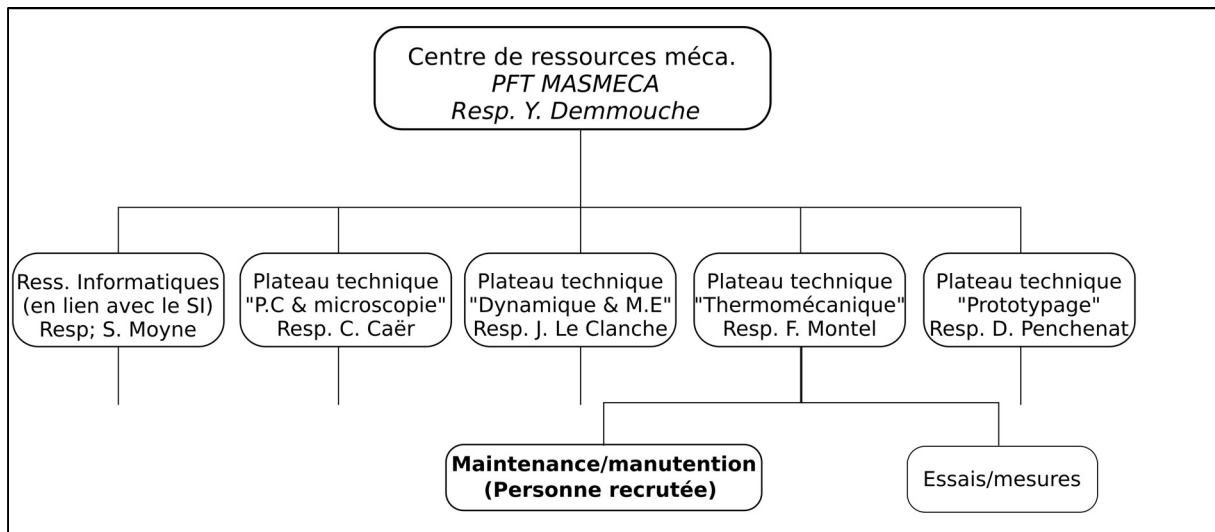 Centre de ressources méca.
PFT MASMECA
Resp. Y. Demmouche
Ress. Informatiques
(en lien avec le SI)
Resp; S. Moyne
Plateau technique
"P.C & microscopie"
Resp. C. Caër
Plateau technique
"Dynamique & M.E"
Resp. J. Le Clanche
Plateau technique
"Thermomécanique"
Resp. F. Montel
Plateau technique
"Prototypage"
Resp. D. Penchenat
Maintenance/manutention
(Personne recrutée)
Essais/mesures